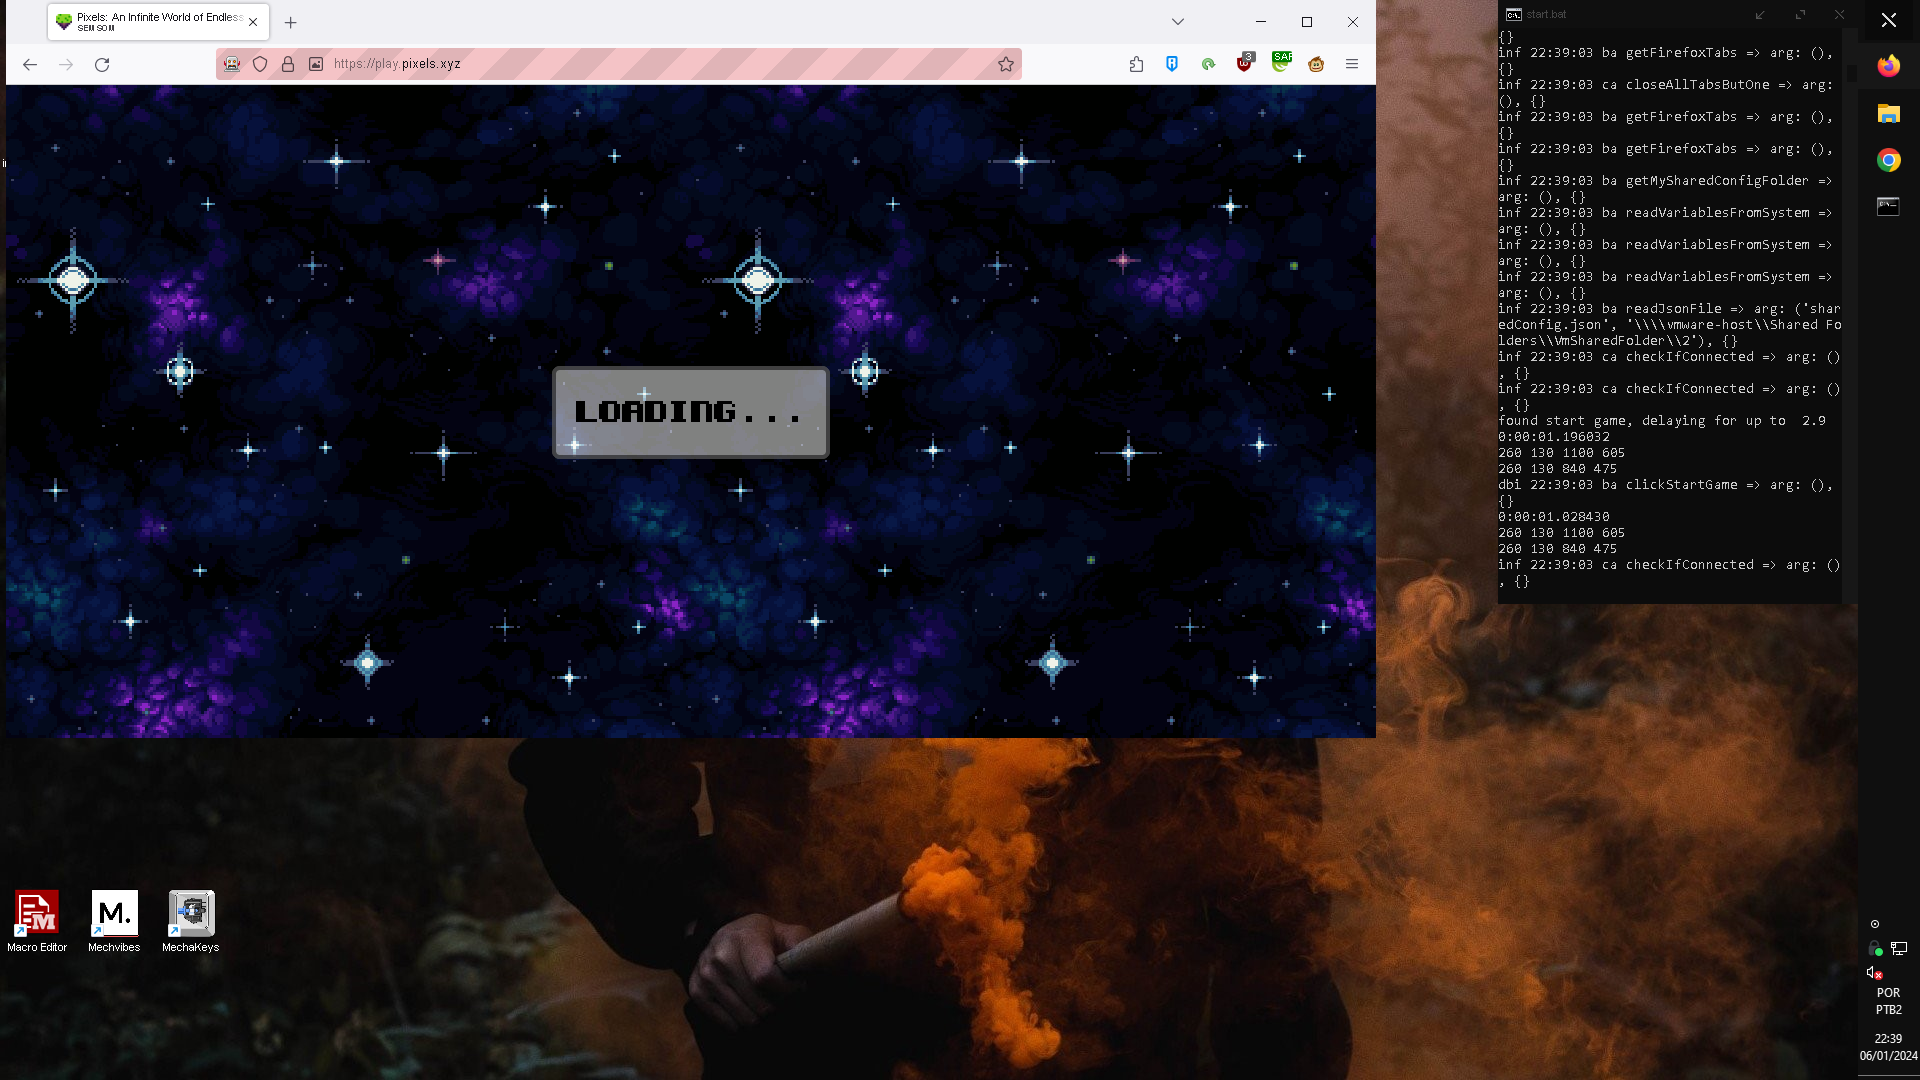 Pixels: An Infinite World of Endless
SEM SOM
https://play.pixels.xyz
3
SAF
LOADING...
start.bat
{}
inf 22:39:03 ba getFirefoxTabs => arg: (),
{}
inf 22:39:03 ca closeAllTabsButOne => arg:
(), {}
inf 22:39:03 ba getFirefoxTabs => arg: (),
{}
inf 22:39:03 ba getFirefoxTabs => arg: (),
{}
inf 22:39:03 ba getMySharedConfigFolder =>
arg: (), {}
inf 22:39:03 ba readVariablesFromSystem =>
arg: (), {}
inf 22:39:03 ba readVariablesFromSystem =>
arg: (), {}
inf 22:39:03 ba readVariablesFromSystem =>
arg: (), {}
inf 22:39:03 ba readJsonFile => arg: ('shar
edConfig.json', '\\\\vmware-host\\Shared Fo
lders\\VmSharedFolder\\2'), {}
inf 22:39:03 ca checkIfConnected => arg: ()
, {}
inf 22:39:03 ca checkIfConnected => arg: ()
, {}
found start game, delaying for up to  2.9
0:00:01.196032
260 130 1100 605
260 130 840 475
dbi 22:39:03 ba clickStartGame => arg: (),
{}
0:00:01.028430
260 130 1100 605
260 130 840 475
inf 22:39:03 ca checkIfConnected => arg: ()
, {}
Macro Editor
M.
Mechvibes
MechaKeys
POR
PTB2
22:39
06/01/2024